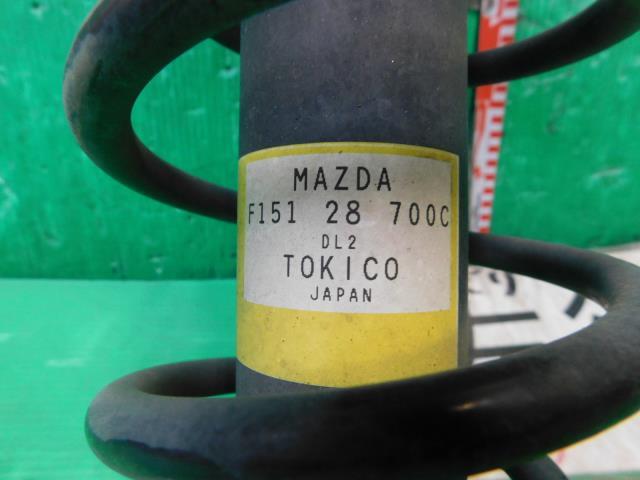 MAZDA
F151 28 700C
DL2
TOKICO
JAPAN